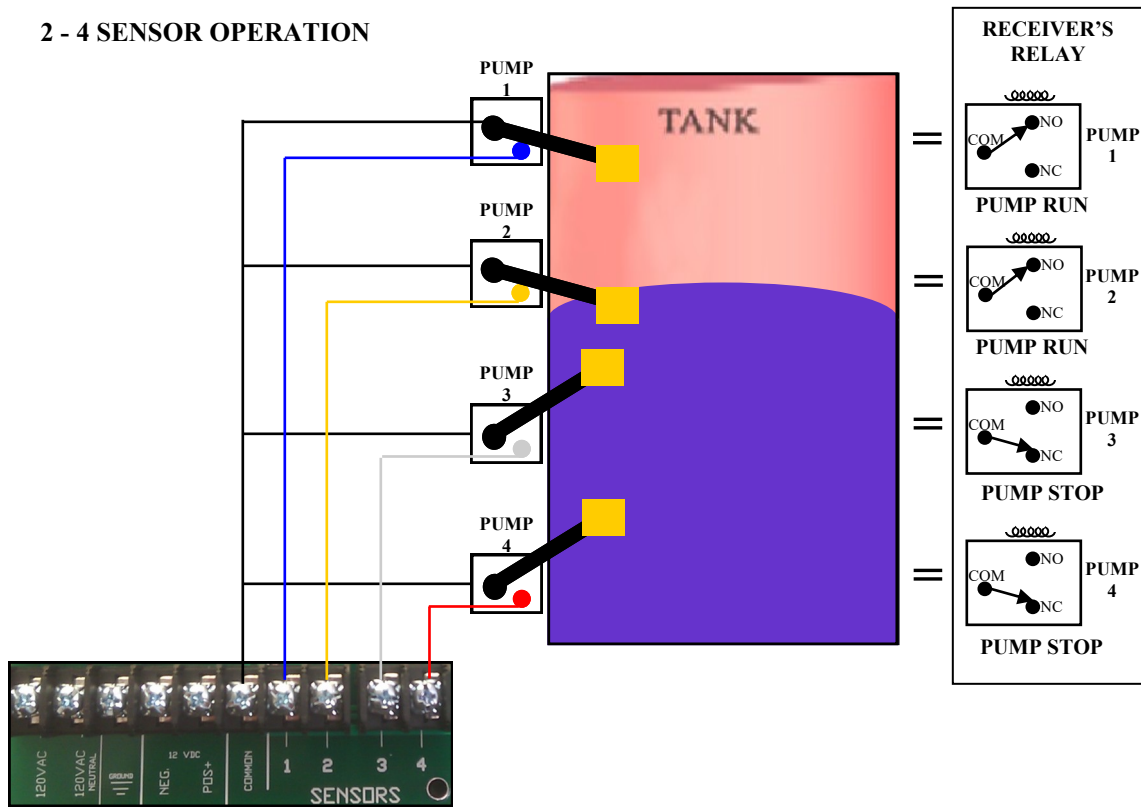 2 - 4 SENSOR OPERATION
PUMP
1
TANK
PUMP
2
PUMP
3
PUMP
4
=
=
=
=
RECEIVER'S
RELAY
NO
COM
NC
PUMP
1
PUMP RUN
NO
COM
NC
PUMP
2
PUMP RUN
NO
COM
NC
PUMP
3
PUMP STOP
NO
COM
NC
PUMP
4
PUMP STOP
120VAC
120VAC
NEUTRAL
GROUND
12 VDC
NEG.
POS+
COMMON
1
2
3
4
SENSORS